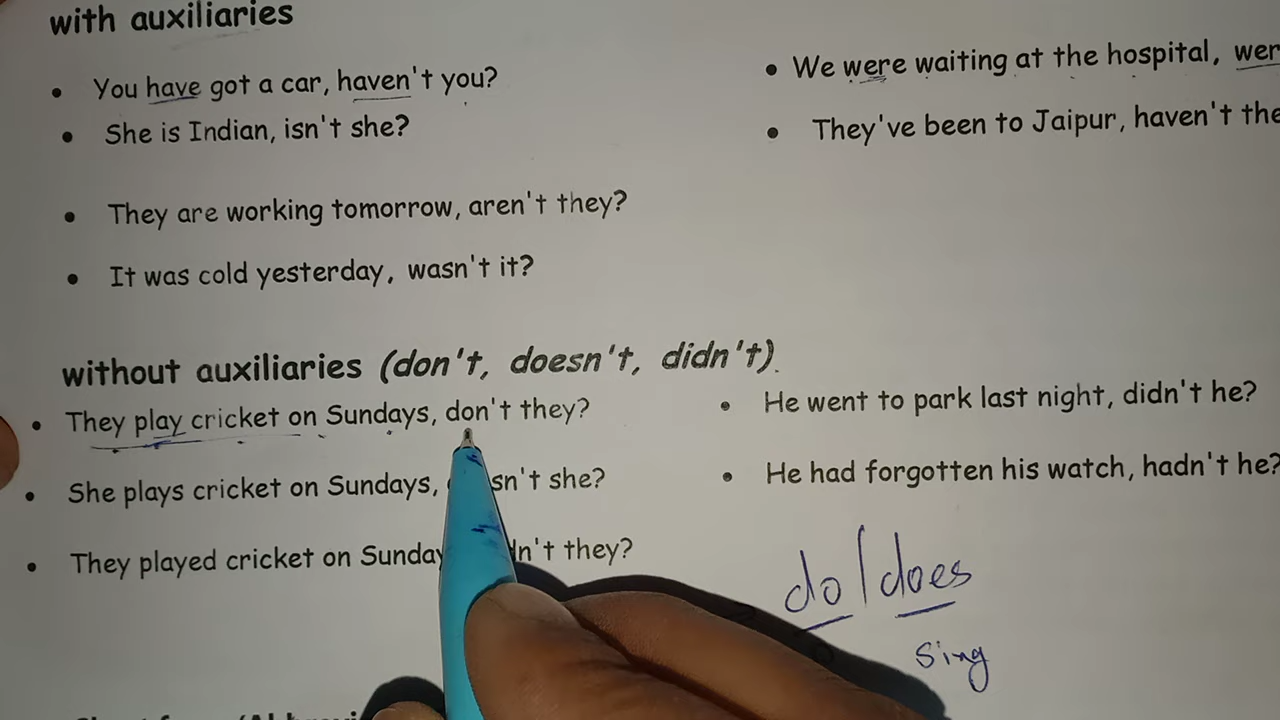 with auxiliaries
You have got a car, haven't you?
She is Indian, isn't she?
They are working tomorrow, aren't they?
It was cold yesterday, wasn't it?
We were waiting at the hospital,
They've been to Jaipur, haven't
without auxiliaries (don't, doesn't, didn't).
They play cricket on Sundays, don't they?
She plays cricket on Sundays, she?
They played cricket on they?
He went to park last night, didn't he?
He had forgotten his watch, hadn't he?
do/does
sing